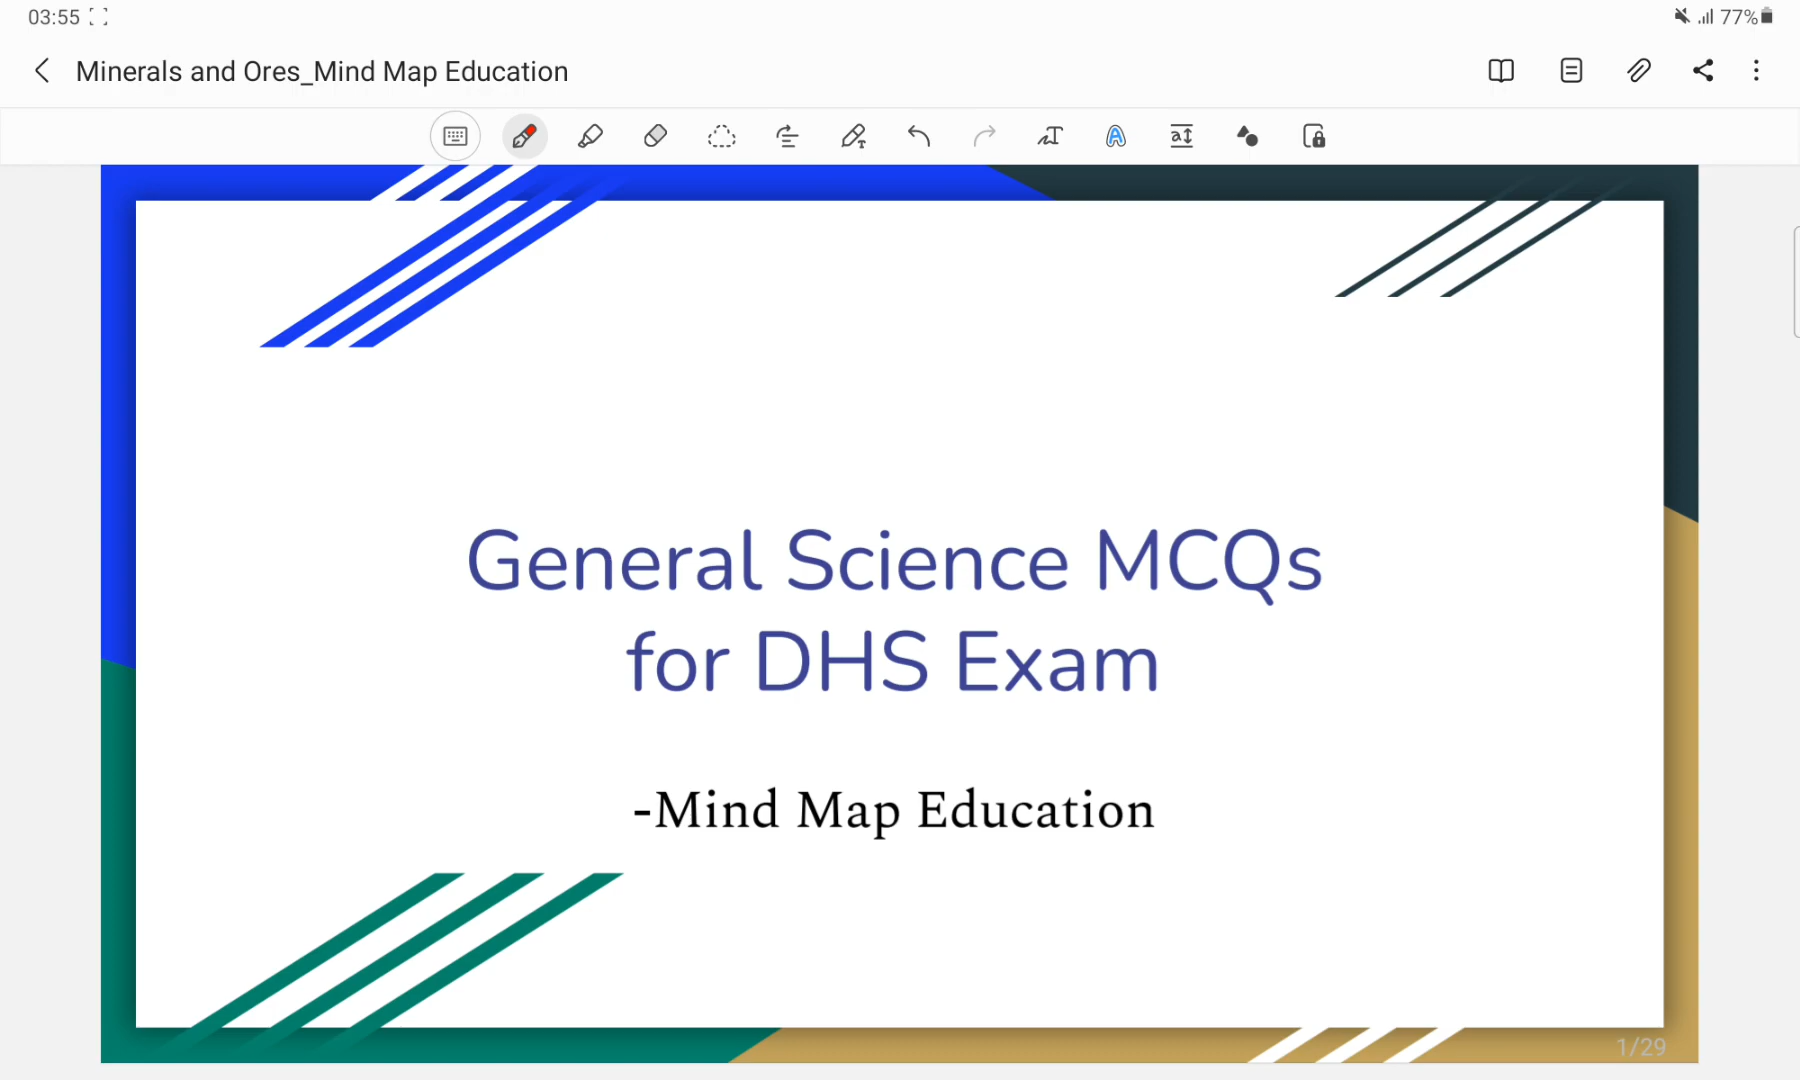 03:55
77%
Minerals and Ores_Mind Map Education
General Science MCQs
for DHS Exam
-Mind Map Education
1/29